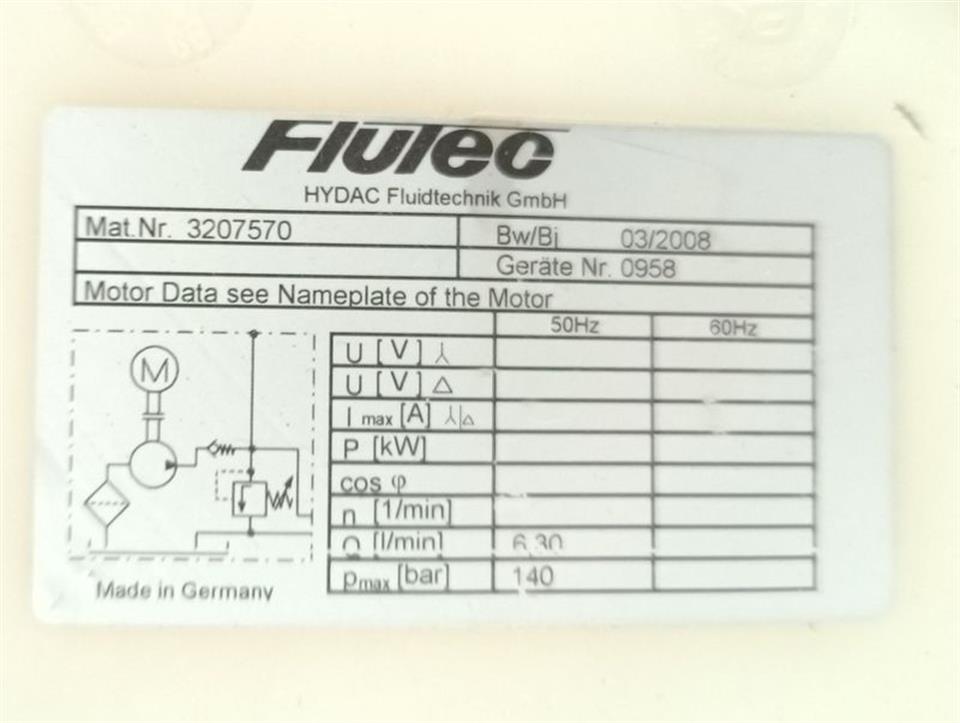 FLUTEC
HYDAC Fluidtechnik GmbH
Mat.Nr. 3207570
Bw/Bj 03/2008
Geräte Nr. 0958
Motor Data see Nameplate of the Motor
50Hz 60Hz
U [V] ⅄
U [V] △
I max [A] ⅄/△
P [kW]
cos φ
n [1/min]
Q [l/min] 6.30
pmax [bar] 140
M
Made in Germany